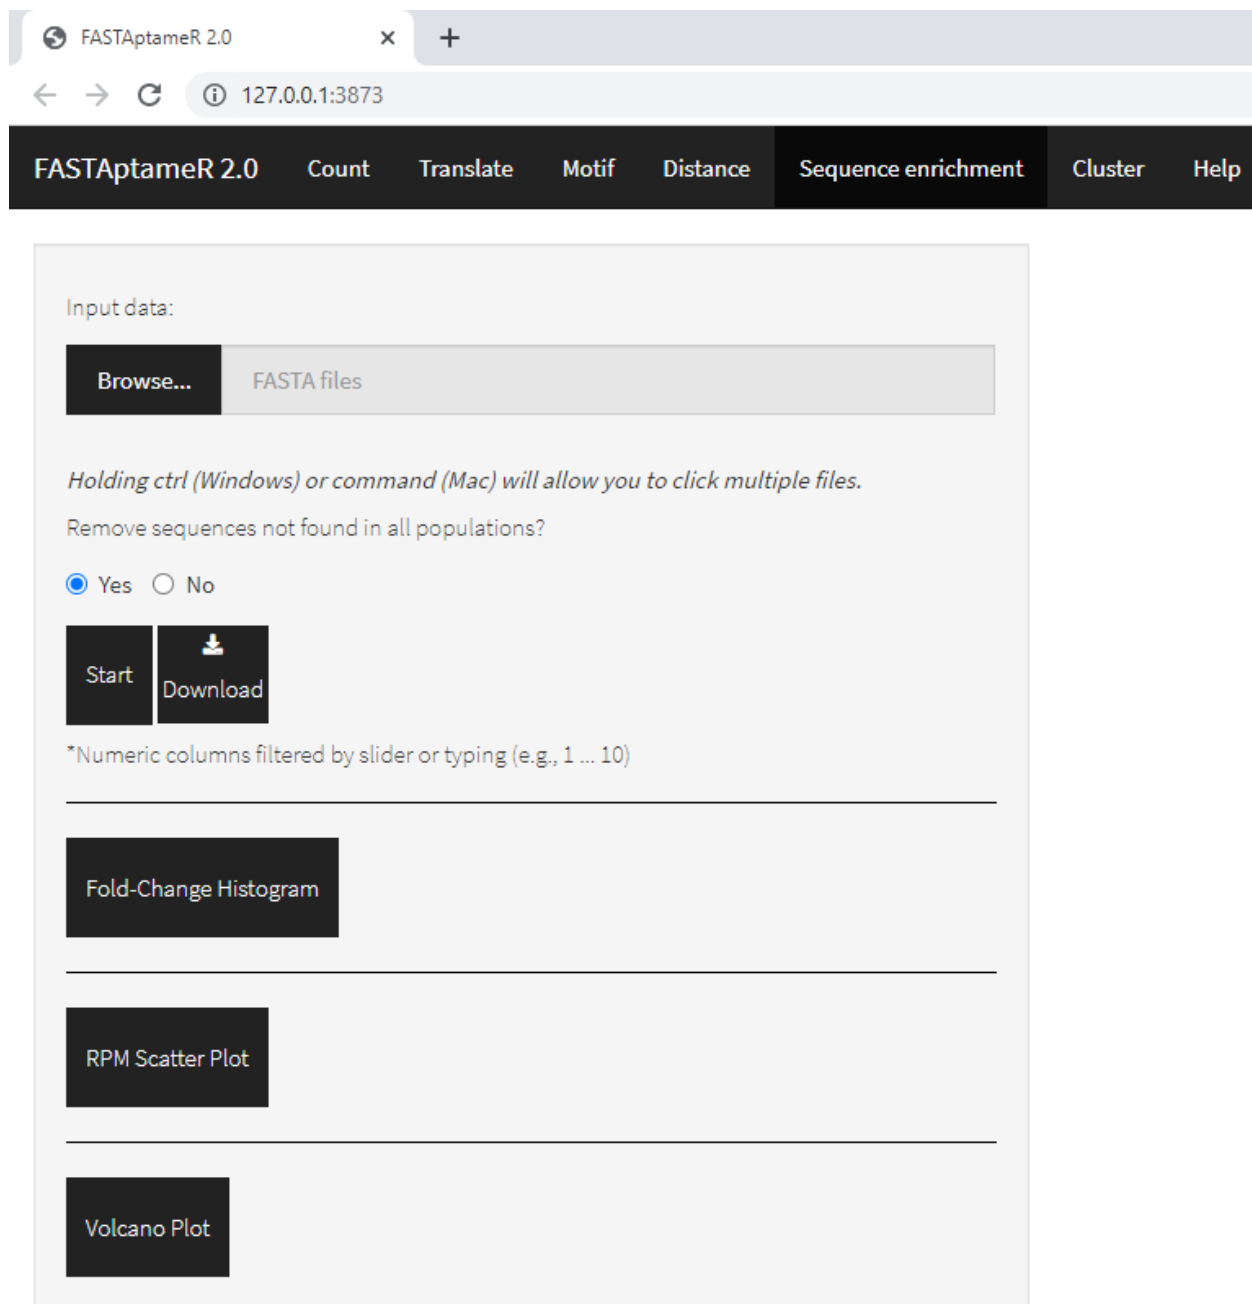 FASTAptameR 2.0
127.0.0.1:3873
FASTAptameR 2.0 Count Translate Motif Distance Sequence enrichment Cluster Help
Input data:
Browse... FASTA files
Holding ctrl (Windows) or command (Mac) will allow you to click multiple files.
Remove sequences not found in all populations?
Yes No
Start Download
*Numeric columns filtered by slider or typing (e.g., 1 ... 10)
Fold-Change Histogram
RPM Scatter Plot
Volcano Plot